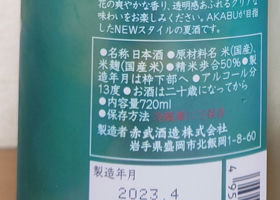 花の爽やかな香り、透明感あふれるクリアな
味わいをお楽しみください。AKABUが
目指したNEWスタイルの夏酒です。
●名称 日本酒 ●原材料名 米(国産)、
米麹(国産米) ●精米歩合50% ●製
造年月は枠下部へ ●アルコール分
13度 ●お酒は二十歳になってから
●内容量720ml
●保存方法
製造者 赤武酒造株式会社
岩手県盛岡市北飯岡1-8-60
製造年月
2023.4
495